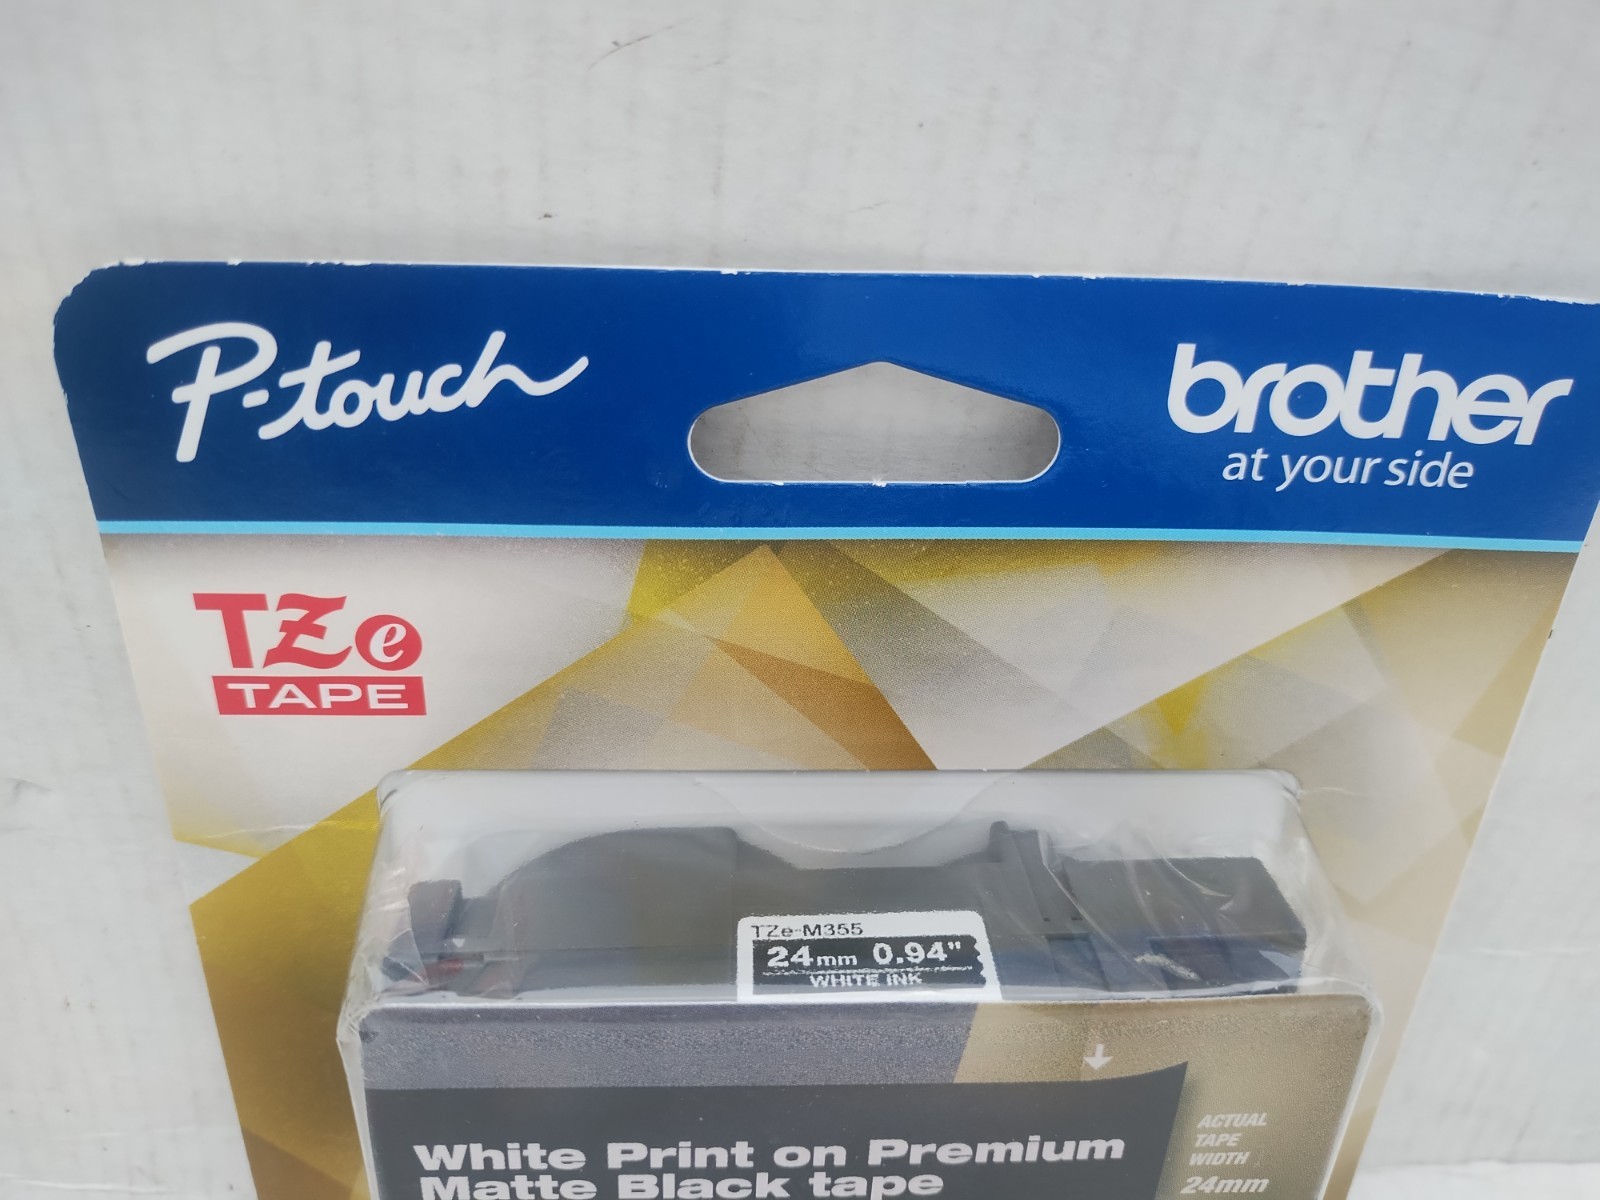 P-touch
brother
at your side
TZe
TAPE
TZe-M355
24mm 0.94"
WHITE INK
ACTUAL
TAPE
WIDTH
24mm
White Print on Premium
Matte Black tape